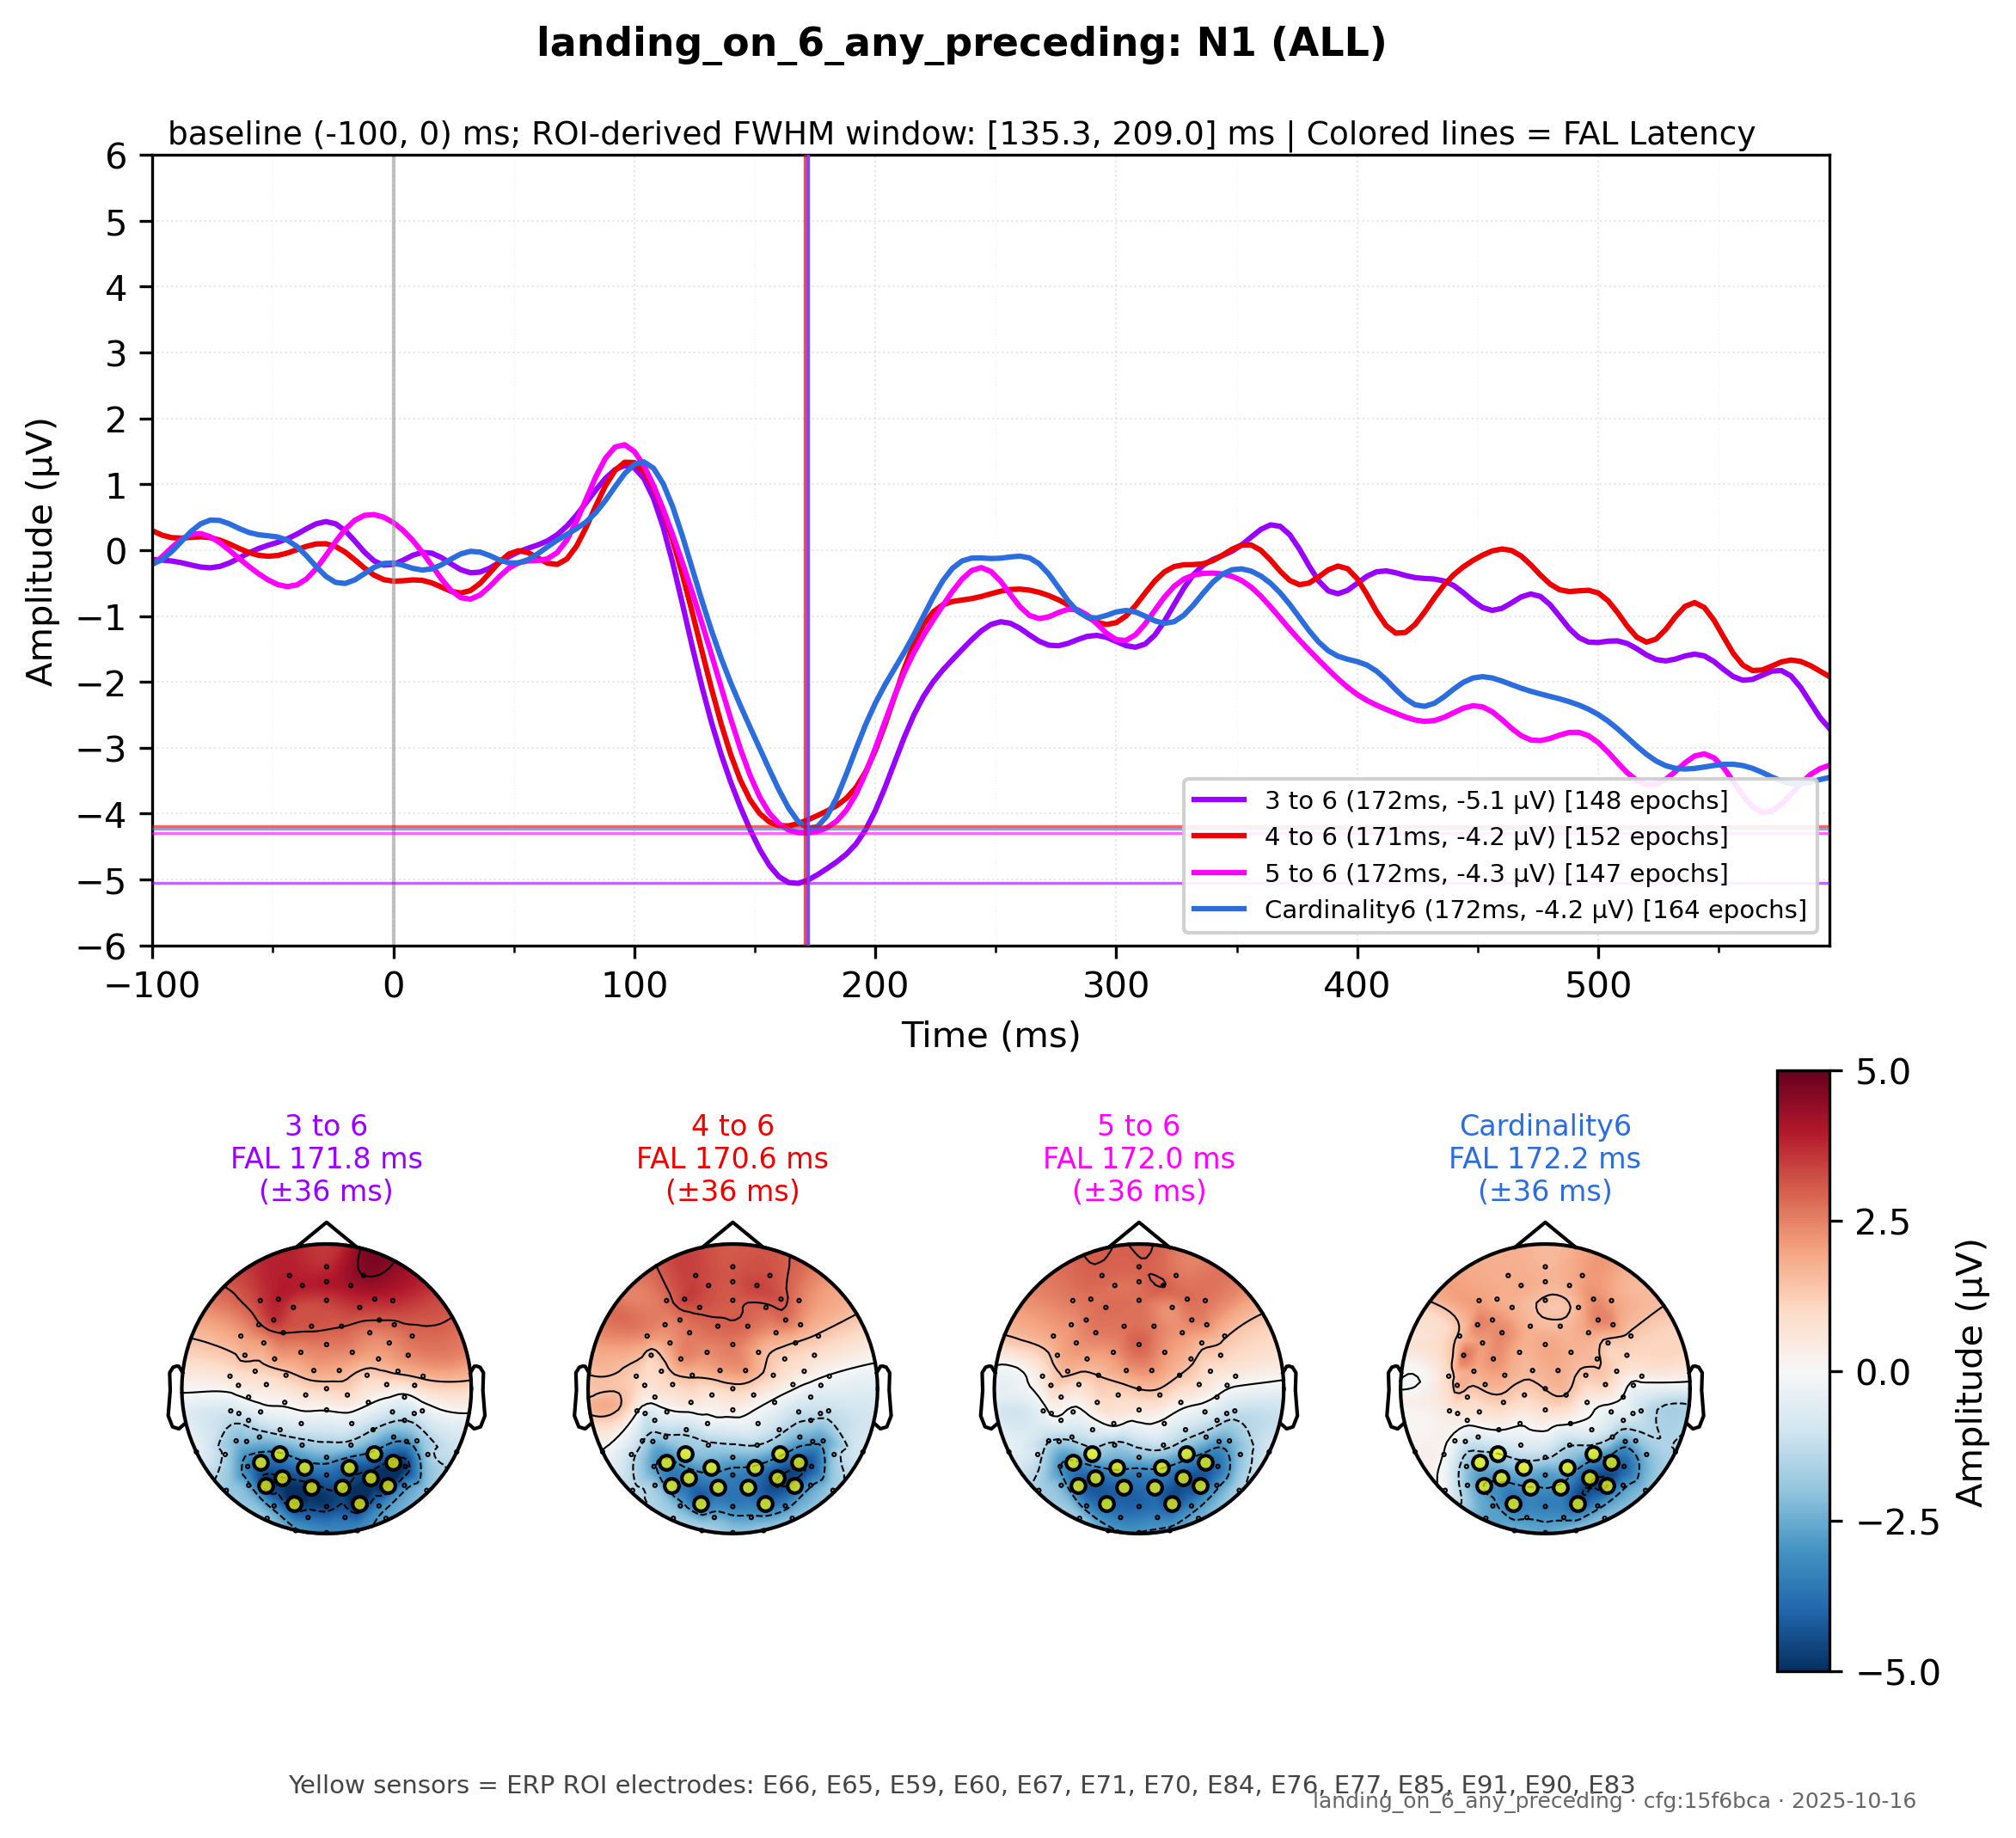 landing_on_6_any_preceding: N1 (ALL)
baseline (-100, 0) ms; ROI-derived FWHM window: [135.3, 209.0] ms | Colored lines = FAL Latency
6
5
4
3
2
1
0
−1
−2
−3
−4
−5
−6
Amplitude (µV)
−100
0
100
200
300
400
500
Time (ms)
3 to 6 (172ms, -5.1 µV) [148 epochs]
4 to 6 (171ms, -4.2 µV) [152 epochs]
5 to 6 (172ms, -4.3 µV) [147 epochs]
Cardinality6 (172ms, -4.2 µV) [164 epochs]
3 to 6
FAL 171.8 ms
(±36 ms)
4 to 6
FAL 170.6 ms
(±36 ms)
5 to 6
FAL 172.0 ms
(±36 ms)
Cardinality6
FAL 172.2 ms
(±36 ms)
5.0
2.5
0.0
−2.5
−5.0
Amplitude (µV)
Yellow sensors = ERP ROI electrodes: E66, E65, E59, E60, E67, E71, E70, E84, E76, E77, E85, E91, E90, E83
landing_on_6_any_preceding · cfg:15f6bca · 2025-10-16